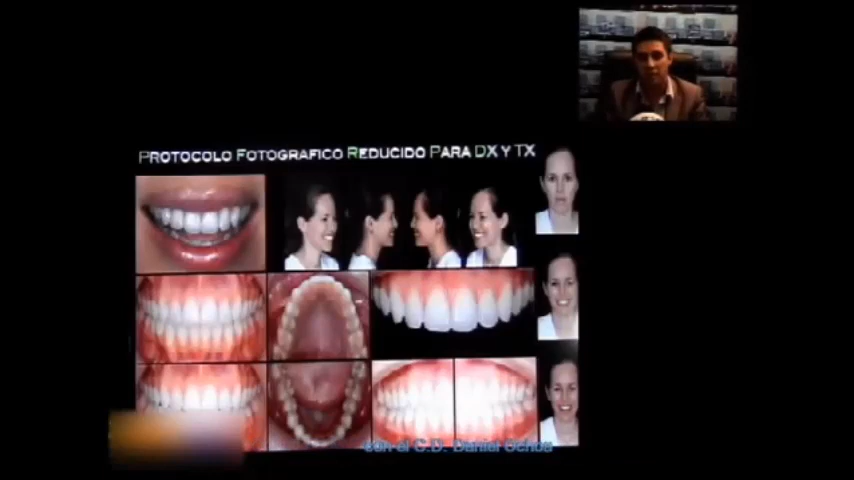 PROTOCOLO FOTOGRAFICO REDUCIDO PARA DX Y TX
con el C.D. Daniel Ochoa